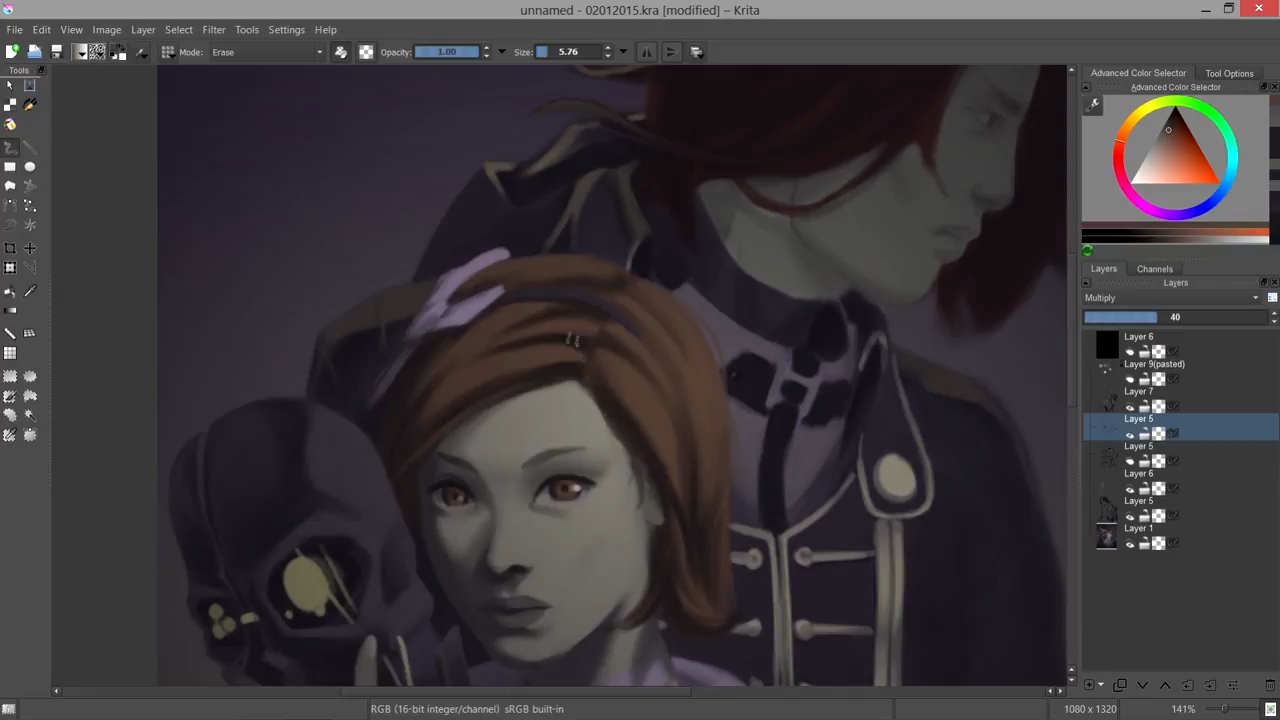 unnamed - 02012015.kra [modified] – Krita
File Edit View Image Layer Select Filter Tools Settings Help
Mode: Erase Opacity: 1.00 Size: 5.76
Tools
Advanced Color Selector Tool Options
Advanced Color Selector
Layers Channels
Layers
Multiply
40
Layer 6
Layer 9(pasted)
Layer 7
Layer 5
Layer 5
Layer 6
Layer 5
Layer 1
RGB (16-bit integer/channel) sRGB built-in 1080 x 1320 141%